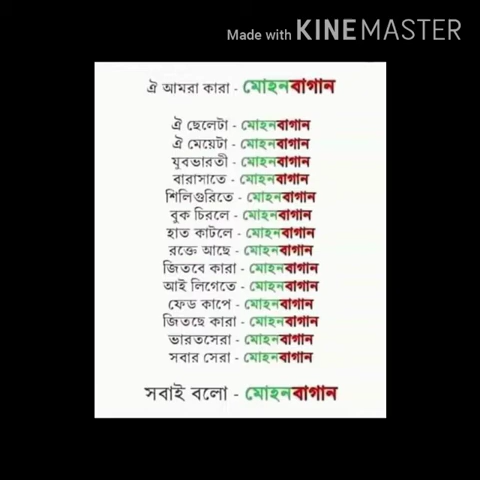 Made with KINEMASTER
ঐ আমরা কারা - মোহনবাগান
ঐ ছেলেটা - মোহনবাগান
ঐ মেয়েটা - মোহনবাগান
যুবভারতী - মোহনবাগান
বারাসাতে - মোহনবাগান
শিলিগুরিতে - মোহনবাগান
বুক চিরলে - মোহনবাগান
হাত কাটলে - মোহনবাগান
রক্তে আছে - মোহনবাগান
জিতবে কারা - মোহনবাগান
আই লিগেতে - মোহনবাগান
ফেড কাপে - মোহনবাগান
জিতছে কারা - মোহনবাগান
ভারতসেরা - মোহনবাগান
সবার সেরা - মোহনবাগান
সবাই বলো - মোহনবাগান